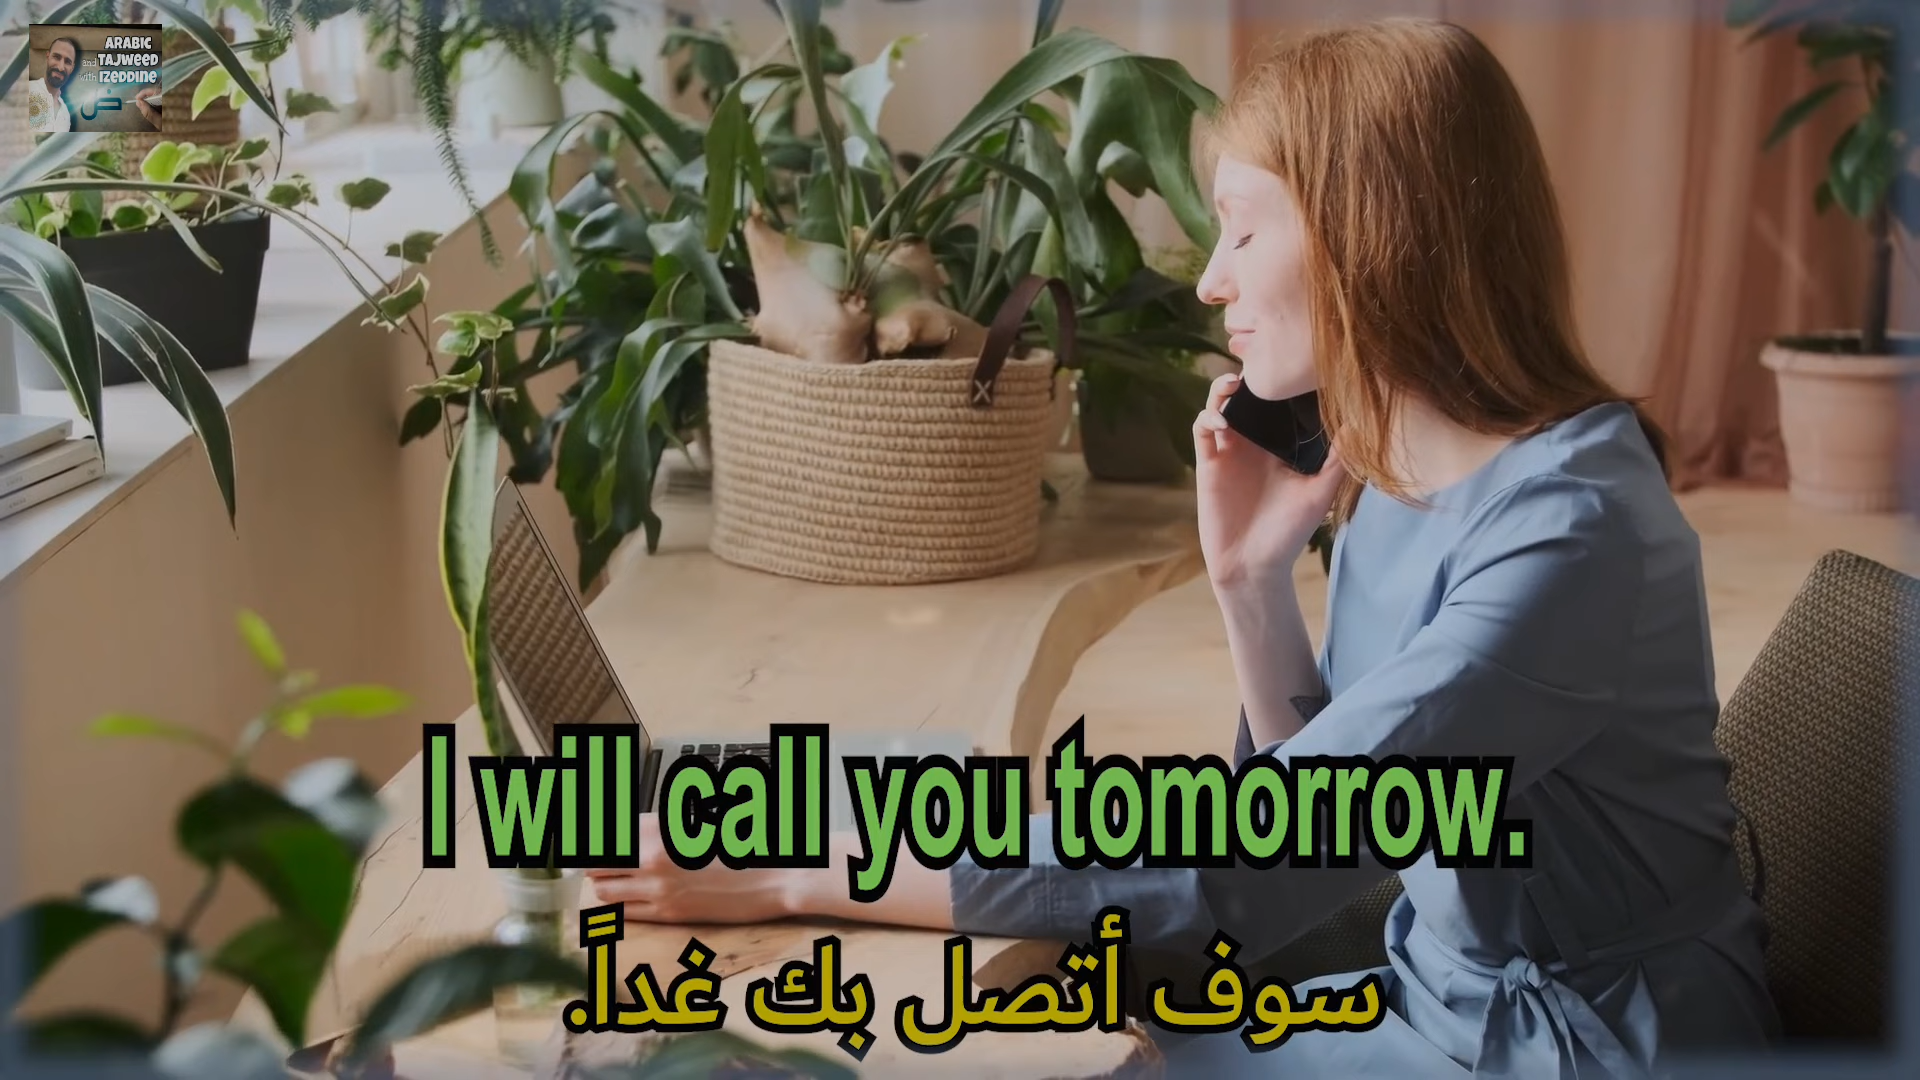 ARABIC
and TAJWEED
with IZEDDINE
ض
I will call you tomorrow.
سوف أتصل بك غداً.